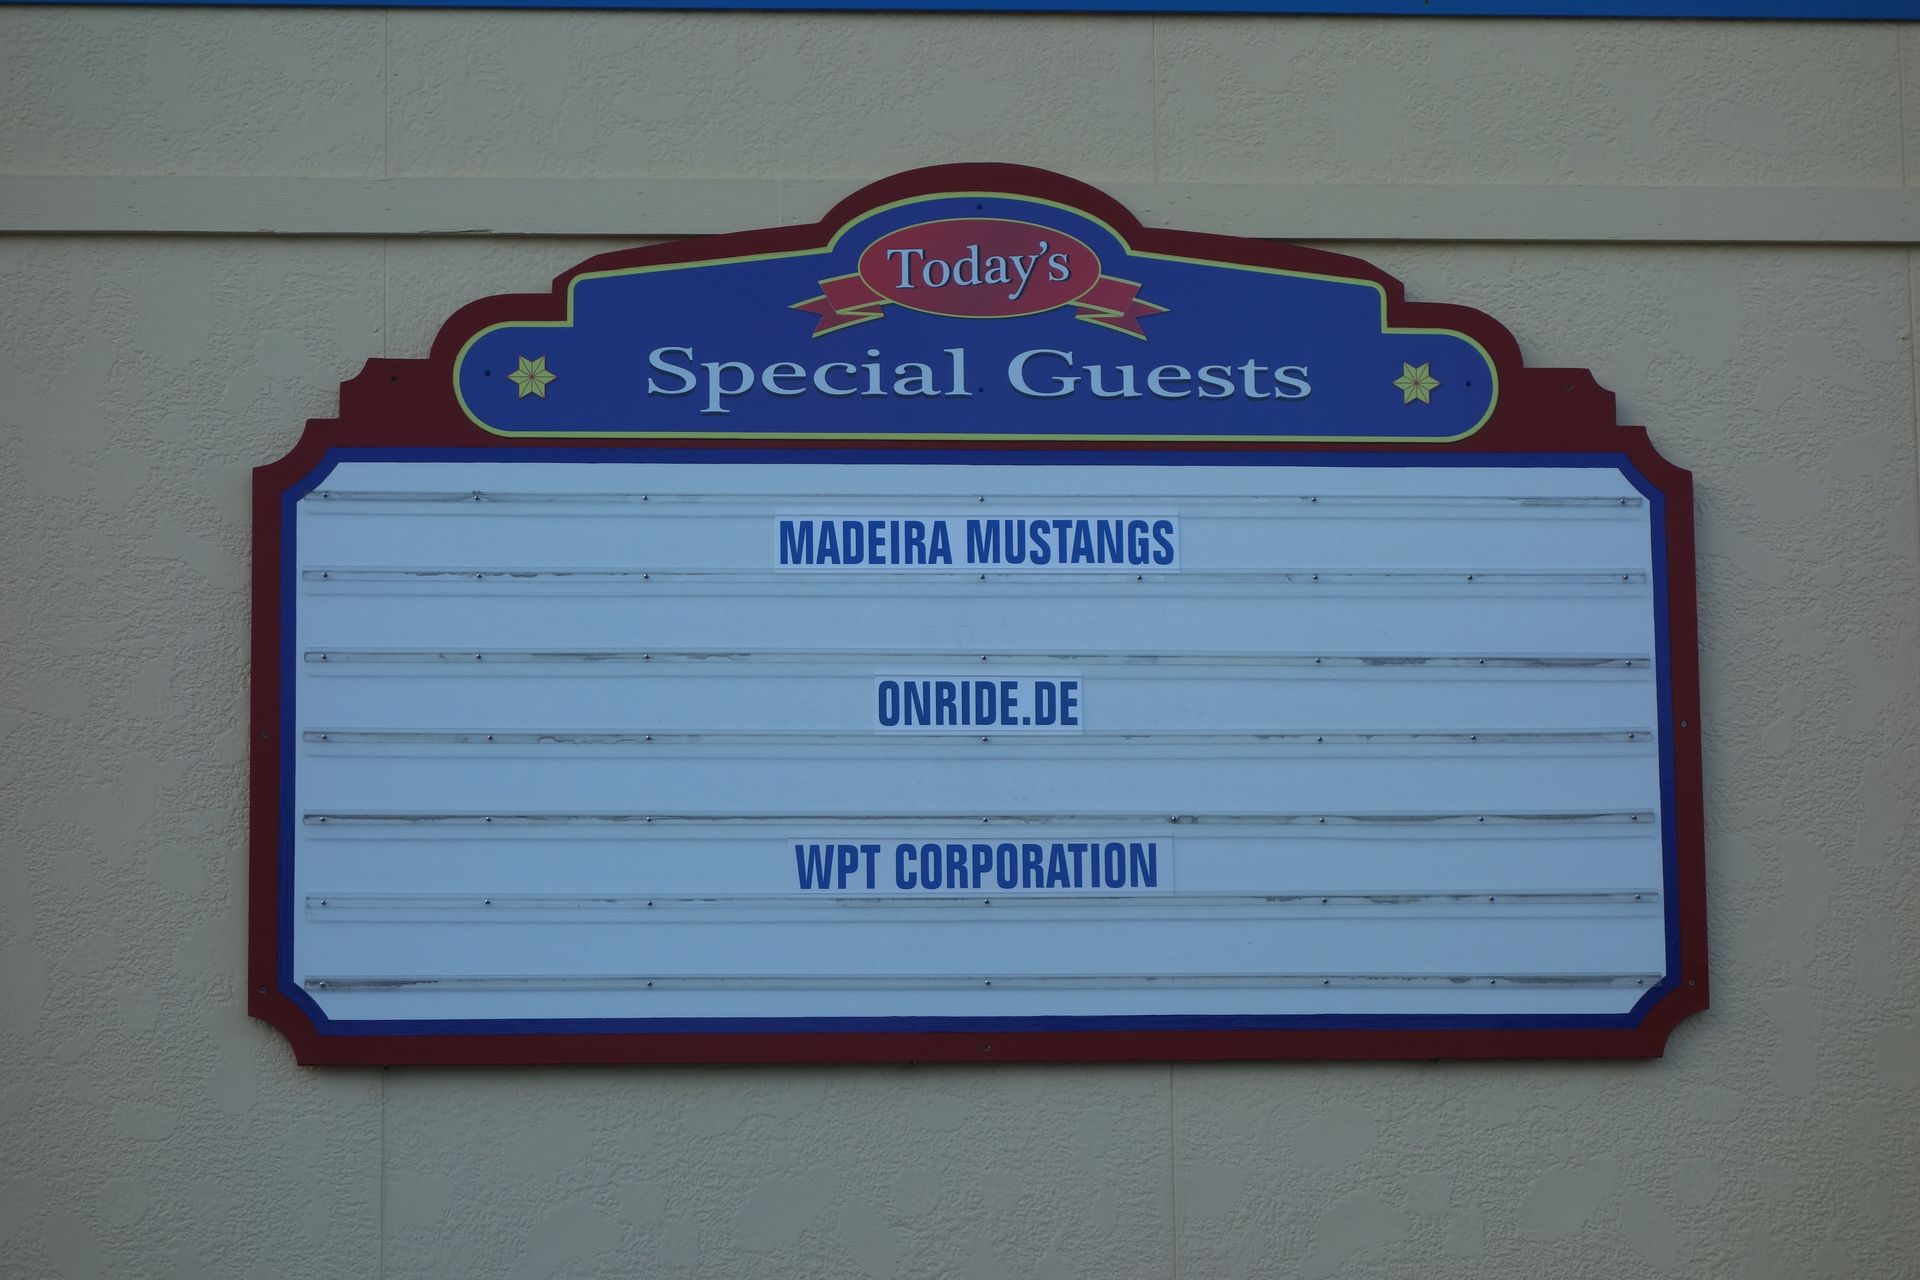 Today's
Special Guests
MADEIRA MUSTANGS
ONRIDE.DE
WPT CORPORATION